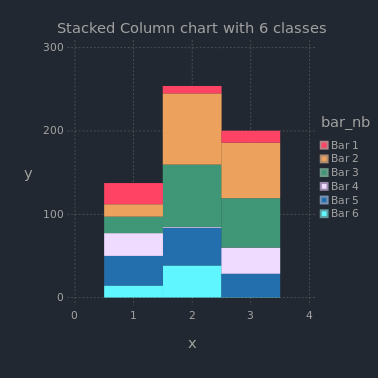 Stacked Column chart with 6 classes
300
200
100
0
y
0
1
2
3
4
x
bar_nb
Bar 1
Bar 2
Bar 3
Bar 4
Bar 5
Bar 6